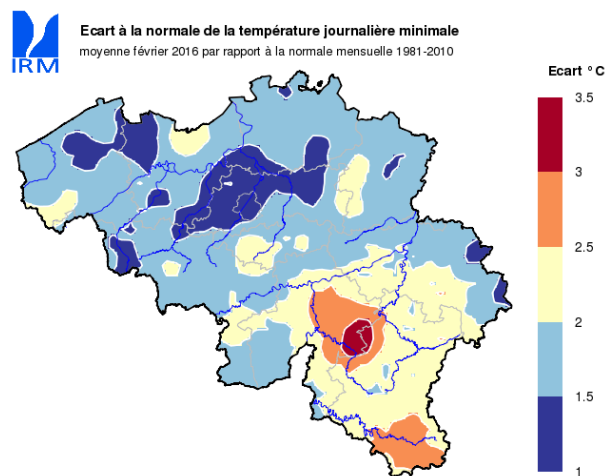 Ecart à la normale de la température journalière minimale
moyenne février 2016 par rapport à la normale mensuelle 1981-2010
IRM
Ecart °C
3.5
3
2.5
2
1.5
1